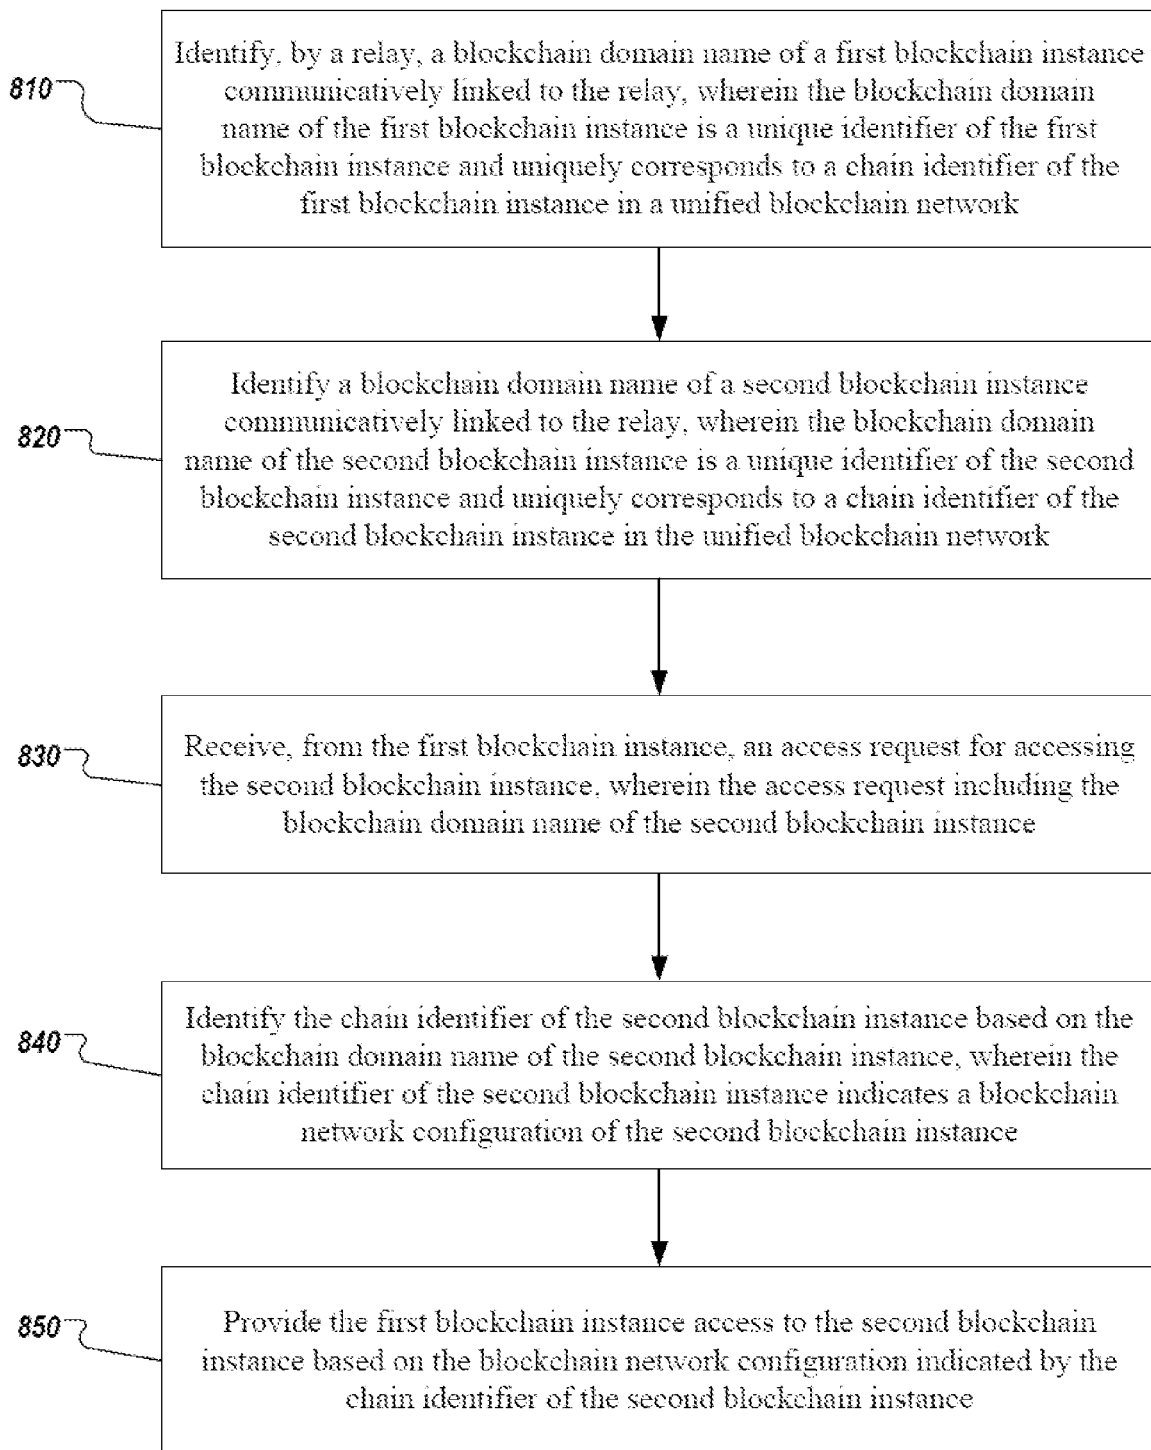 810
Identify, by a relay, a blockchain domain name of a first blockchain instance
communicatively linked to the relay, wherein the blockchain domain
name of the first blockchain instance is a unique identifier of the first
blockchain instance and uniquely corresponds to a chain identifier of the
first blockchain instance in a unified blockchain network
820
Identify a blockchain domain name of a second blockchain instance
communicatively linked to the relay, wherein the blockchain domain
name of the second blockchain instance is a unique identifier of the second
blockchain instance and uniquely corresponds to a chain identifier of the
second blockchain instance in the unified blockchain network
830
Receive, from the first blockchain instance, an access request for accessing
the second blockchain instance, wherein the access request including the
blockchain domain name of the second blockchain instance
840
Identify the chain identifier of the second blockchain instance based on the
blockchain domain name of the second blockchain instance, wherein the
chain identifier of the second blockchain instance indicates a blockchain
network configuration of the second blockchain instance
850
Provide the first blockchain instance access to the second blockchain
instance based on the blockchain network configuration indicated by the
chain identifier of the second blockchain instance